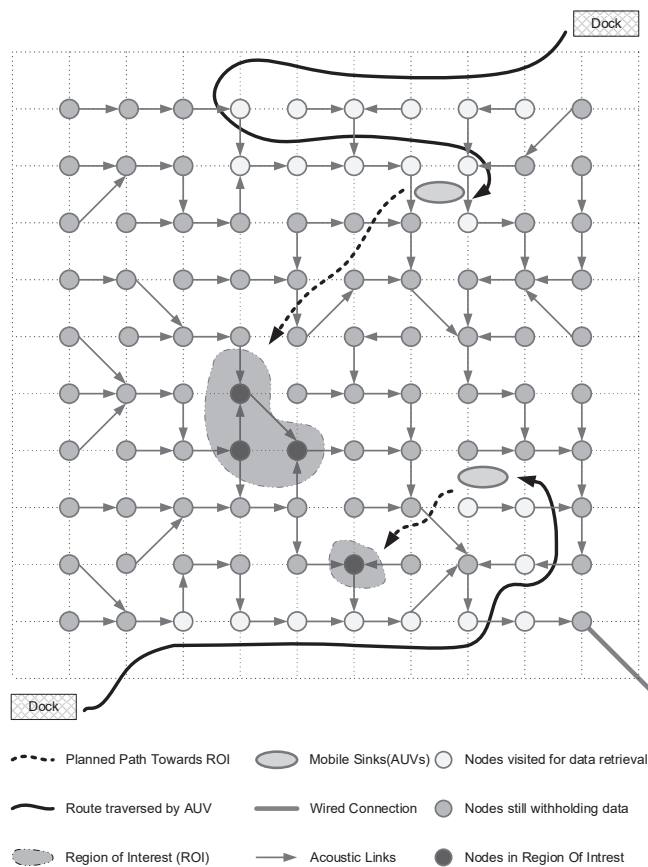 Dock
Dock
Planned Path Towards ROI
Mobile Sinks(AUVs)
Nodes visited for data retrieval
Route traversed by AUV
Wired Connection
Nodes still withholding data
Region of Interest (ROI)
Acoustic Links
Nodes in Region Of Intrest